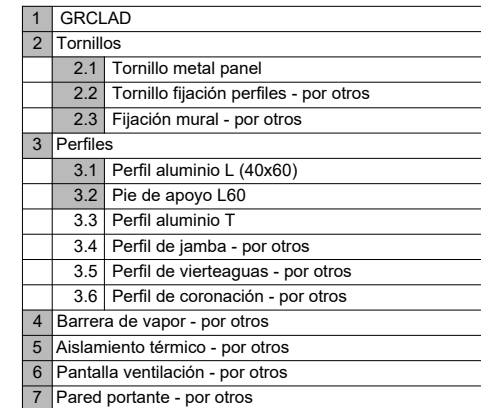 1 GRCLAD
2 Tornillos
2.1 Tornillo metal panel
2.2 Tornillo fijación perfiles - por otros
2.3 Fijación mural - por otros
3 Perfiles
3.1 Perfil aluminio L (40x60)
3.2 Pie de apoyo L60
3.3 Perfil aluminio T
3.4 Perfil de jamba - por otros
3.5 Perfil de vierteaguas - por otros
3.6 Perfil de coronación - por otros
4 Barrera de vapor - por otros
5 Aislamiento térmico - por otros
6 Pantalla ventilación - por otros
7 Pared portante - por otros